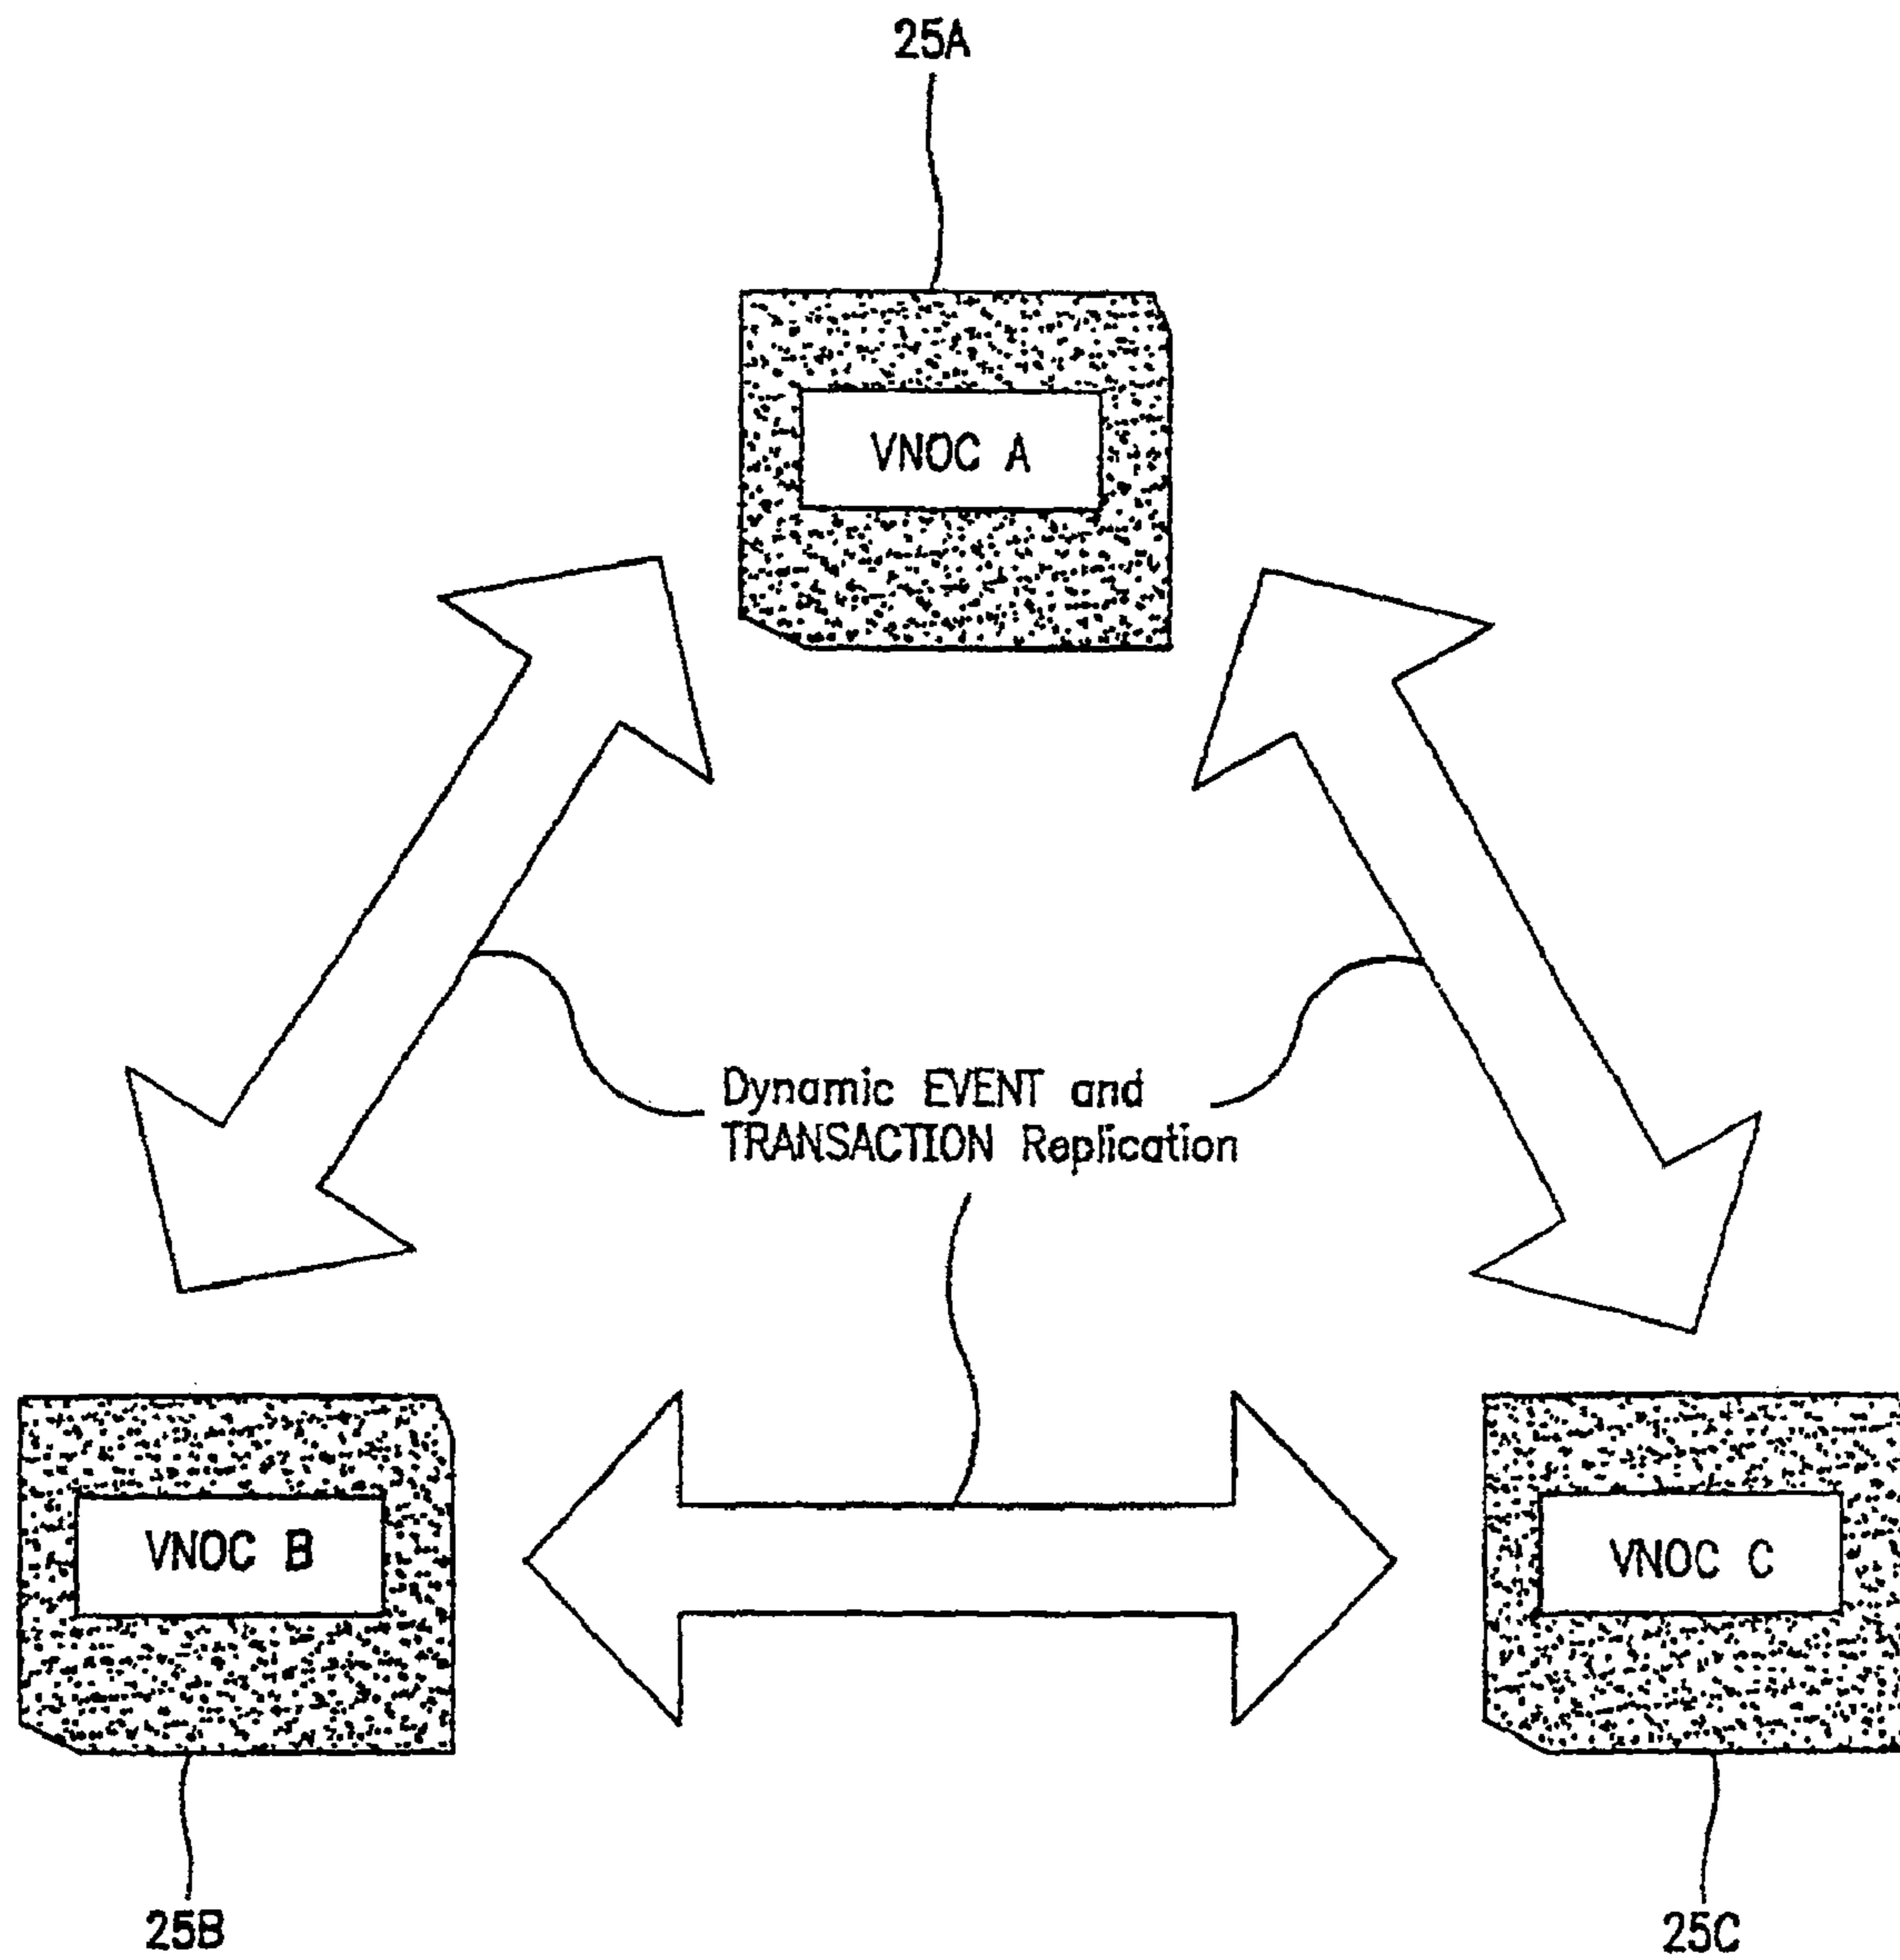 25A
VNOC A
Dynamic EVENT and
TRANSACTION Replication
VNOC B
VNOC C
25B
25C